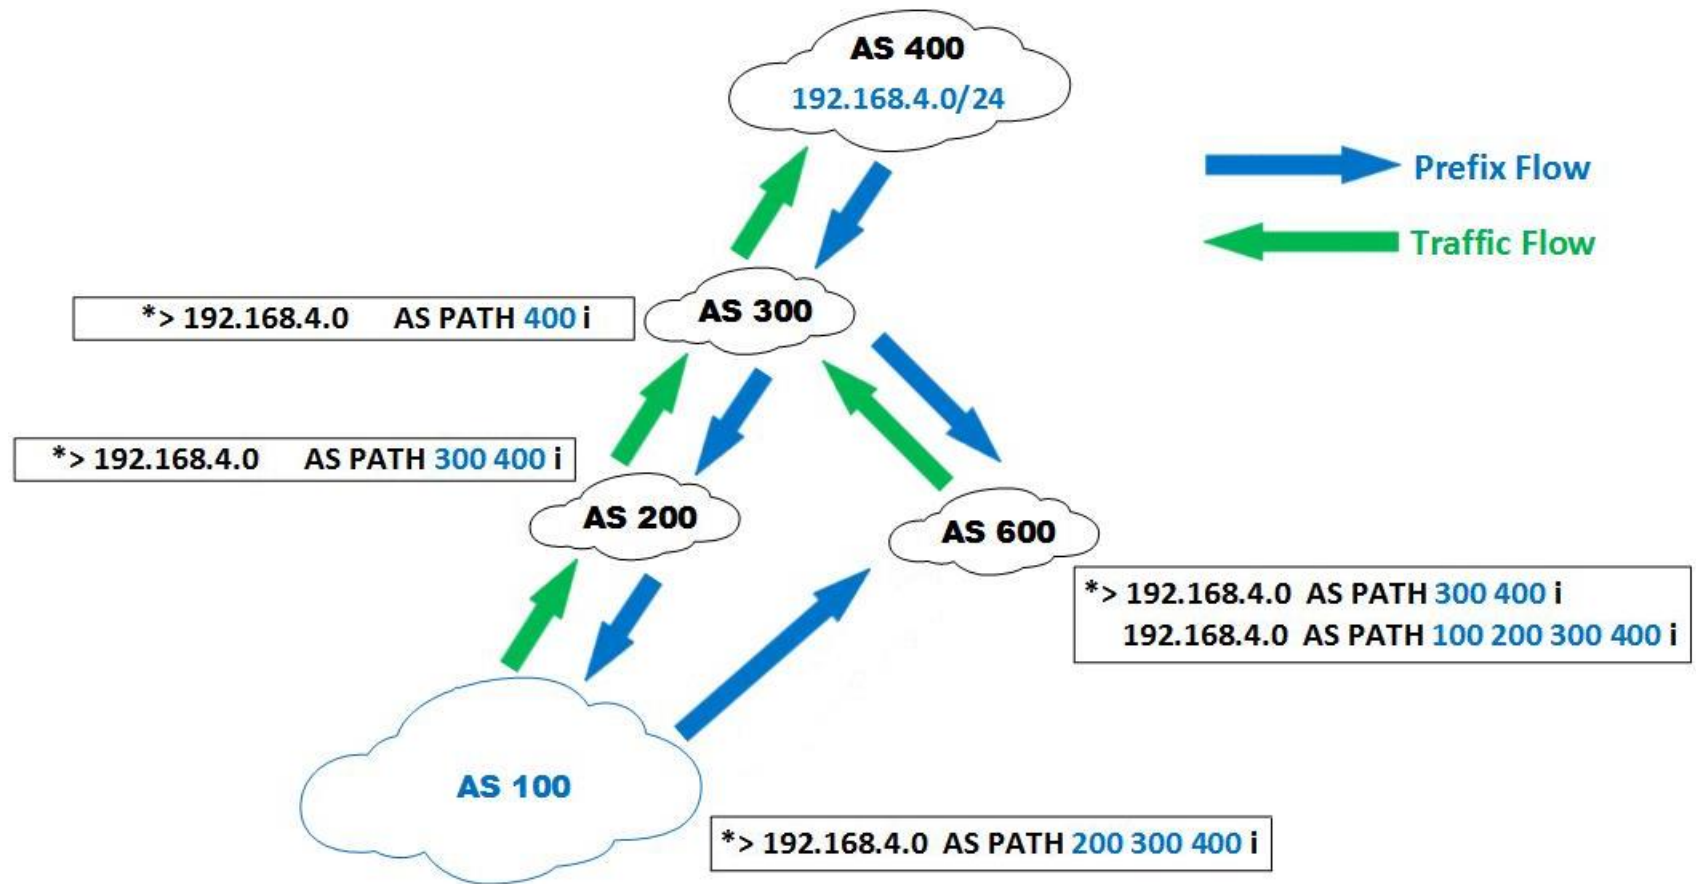 AS 400
192.168.4.0/24
Prefix Flow
Traffic Flow
AS 300
*> 192.168.4.0 AS PATH 400 i
*> 192.168.4.0 AS PATH 300 400 i
AS 200
AS 600
*> 192.168.4.0 AS PATH 300 400 i
192.168.4.0 AS PATH 100 200 300 400 i
AS 100
*> 192.168.4.0 AS PATH 200 300 400 i